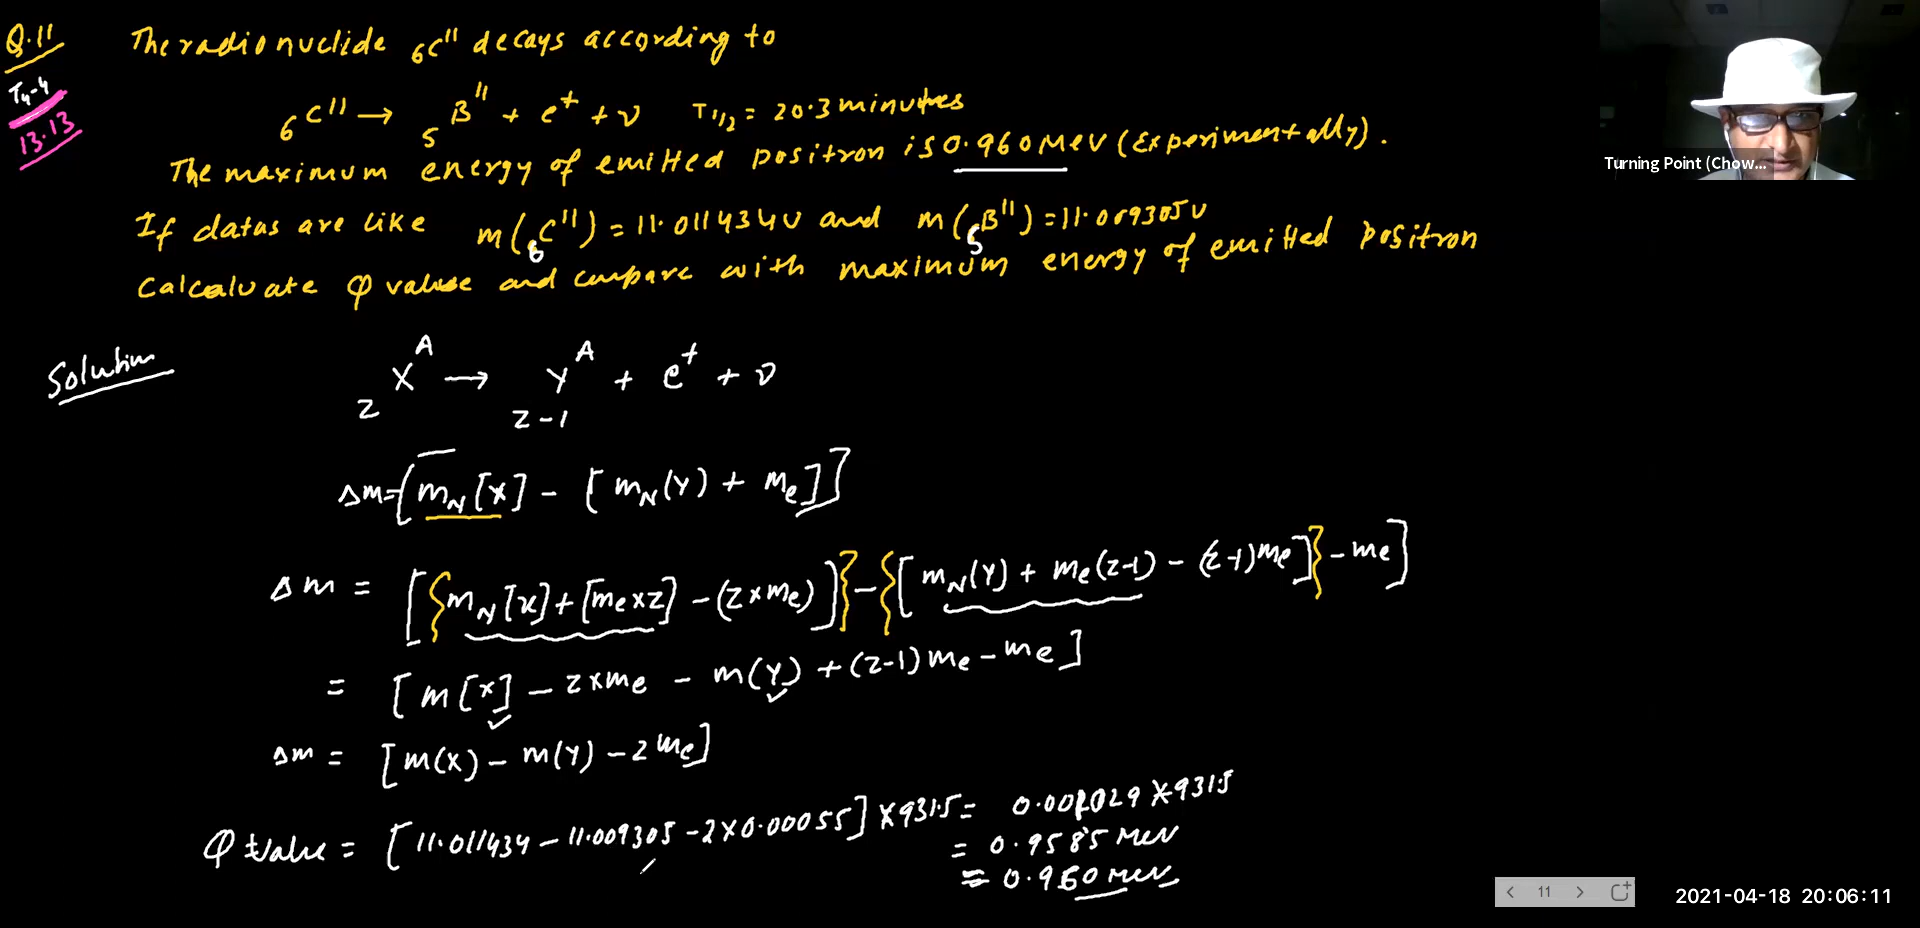 Q.11 The radionuclide ₆C¹¹ decays according to
T4-4
13.13
₆C¹¹ → ₅B¹¹ + e⁺ + ν T1/2 = 20.3 minutes
The maximum energy of emitted positron is 0.960 MeV (Experimentally).
If datas are like m(₆C¹¹) = 11.011434 U and m(₅B¹¹) = 11.009305 U
Calcaluate φ value and compare with maximum energy of emitted positron
Solution
zXᴬ → z-1Yᴬ + e⁺ + ν
Δm = [mN[X] - [mN(Y) + me]]
Δm = [{mN[x] + [me×z] - (z×me)]} - {[mN(Y) + me(z-1) - (z-1)me]} - me]
= [m[x] - z×me - m(Y) + (z-1)me - me]
Δm = [m(X) - m(Y) - 2me]
φ value = [11.011434 - 11.009305 - 2×0.00055] × 931.5 = 0.001029 × 931.5
= 0.9585 MeV
= 0.960 MeV
Turning Point (Chow...
< 11 >
2021-04-18 20:06:11